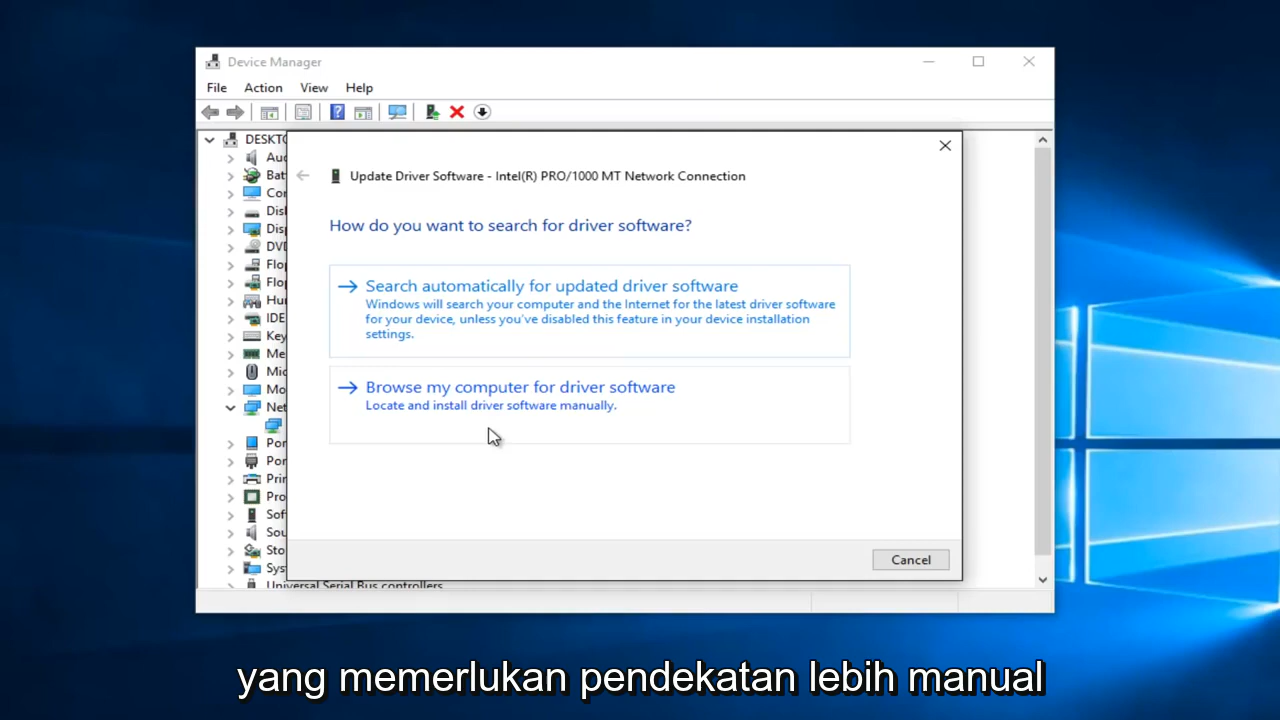 Device Manager
File Action View Help
DESKTO
Update Driver Software - Intel(R) PRO/1000 MT Network Connection
How do you want to search for driver software?
Search automatically for updated driver software
Windows will search your computer and the Internet for the latest driver software
for your device, unless you've disabled this feature in your device installation
settings.
Browse my computer for driver software
Locate and install driver software manually.
Cancel
Aud
Bat
Cor
Disk
Disp
DVD
Flop
Flop
Hur
IDE
Key
Me
Mic
Mo
Net
Por
Por
Prin
Pro
Soft
Sou
Sto
Syst
Universal Serial Bus controllers
yang memerlukan pendekatan lebih manual